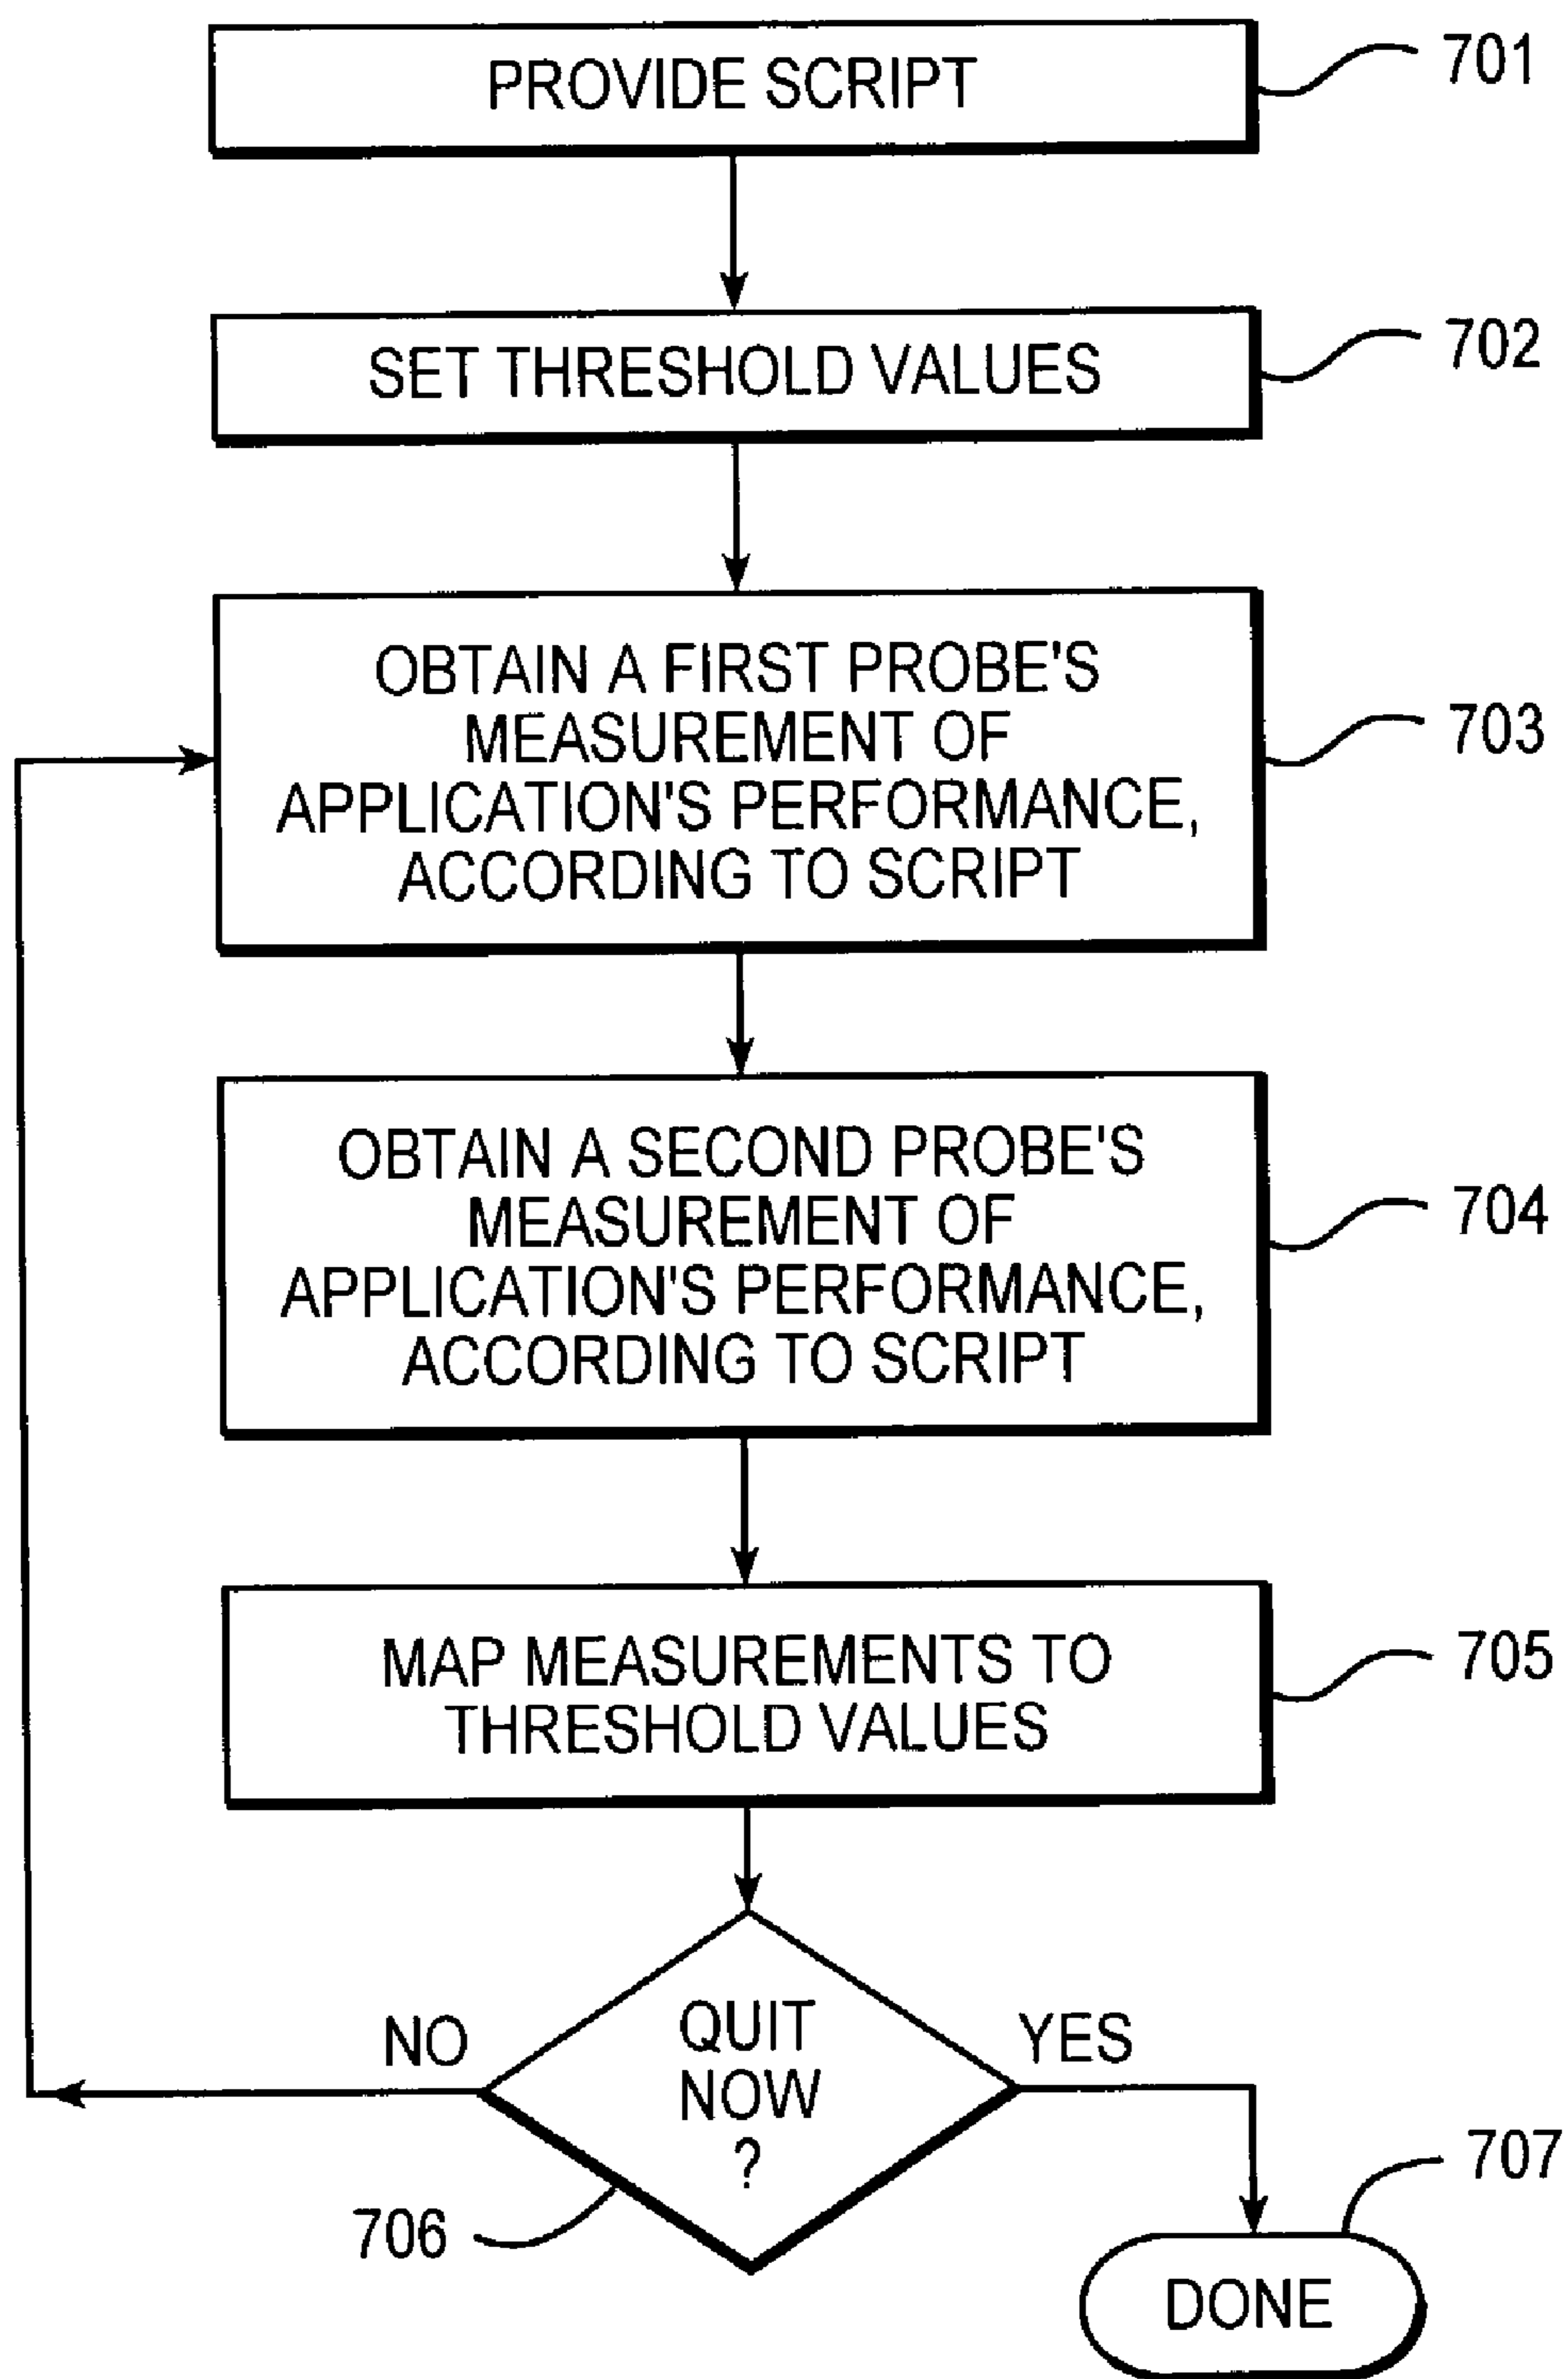 PROVIDE SCRIPT
701
SET THRESHOLD VALUES
702
OBTAIN A FIRST PROBE'S
MEASUREMENT OF
APPLICATION'S PERFORMANCE,
ACCORDING TO SCRIPT
703
OBTAIN A SECOND PROBE'S
MEASUREMENT OF
APPLICATION'S PERFORMANCE,
ACCORDING TO SCRIPT
704
MAP MEASUREMENTS TO
THRESHOLD VALUES
705
NO
QUIT
NOW
?
YES
706
707
DONE